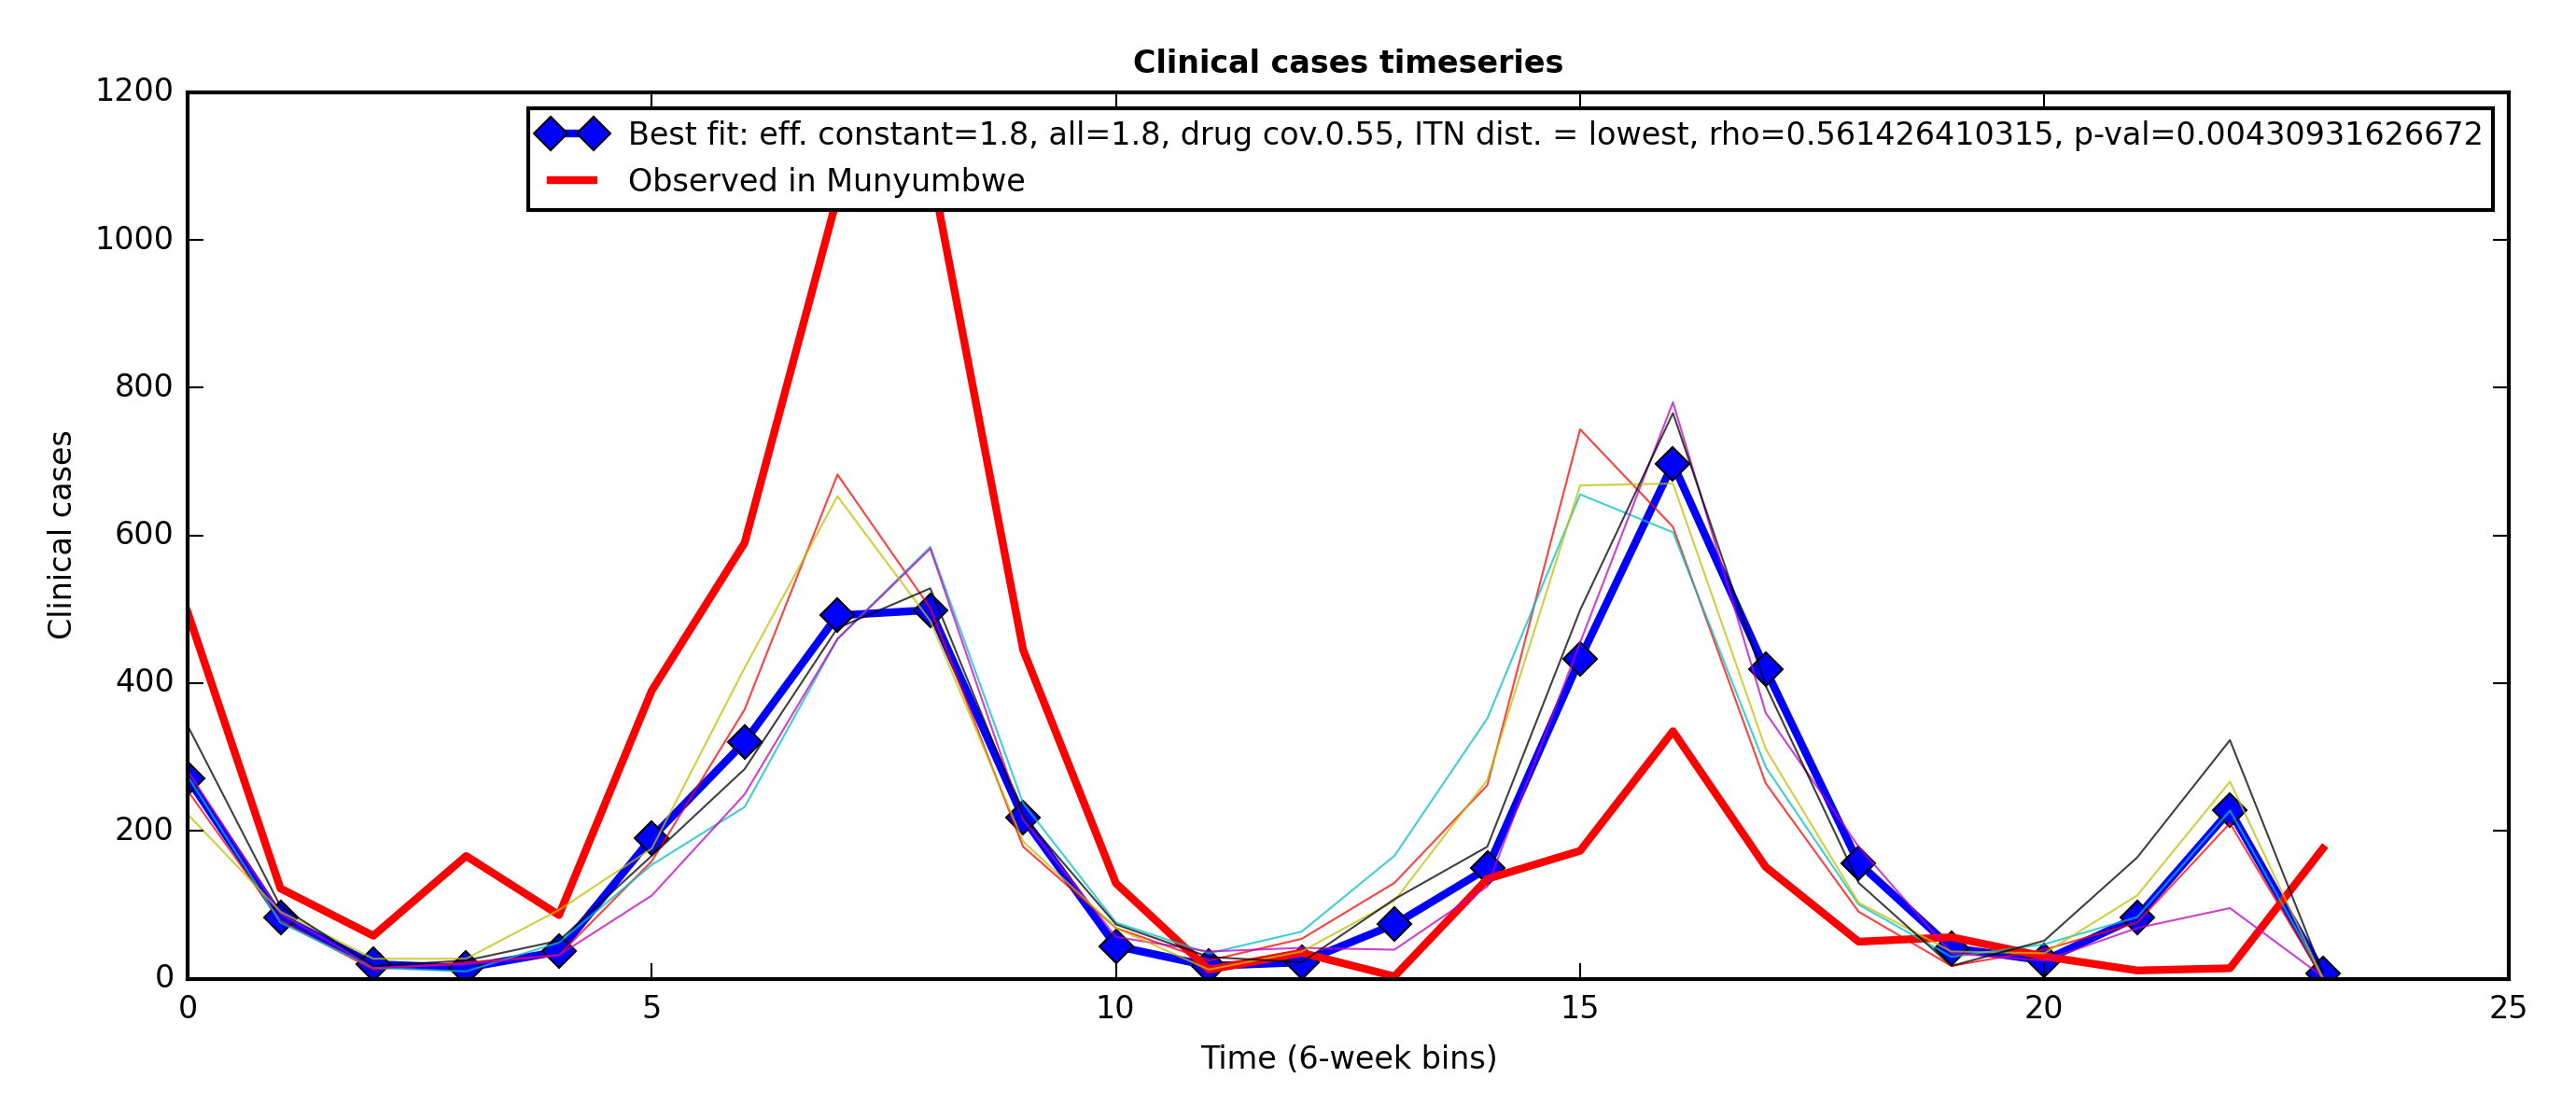 Clinical cases timeseries
1200
1000
800
600
400
200
0
Clinical cases
Best fit: eff. constant=1.8, all=1.8, drug cov.0.55, ITN dist. = lowest, rho=0.561426410315, p-val=0.00430931626672
Observed in Munyumbwe
0 5 10 15 20 25
Time (6-week bins)